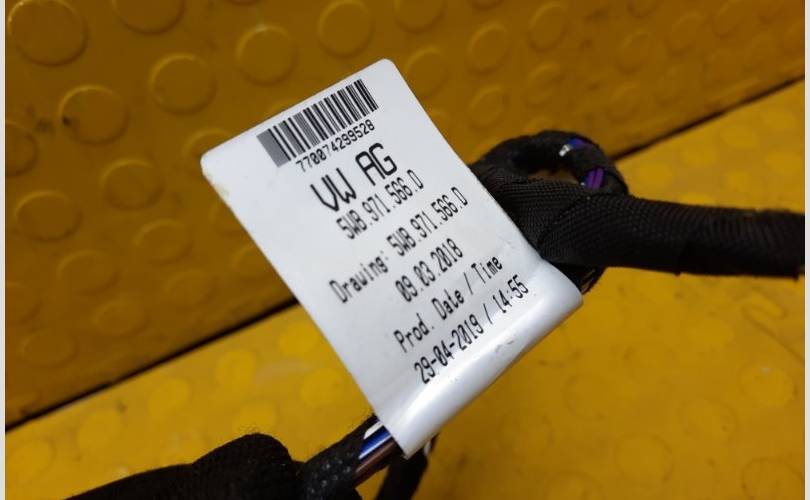 770074299528
VW AG
5WB.971.566.D
Drawing: 5WB.971.566.D
09.03.2018
Prod. Date / Time
29-04-2019 / 14:55